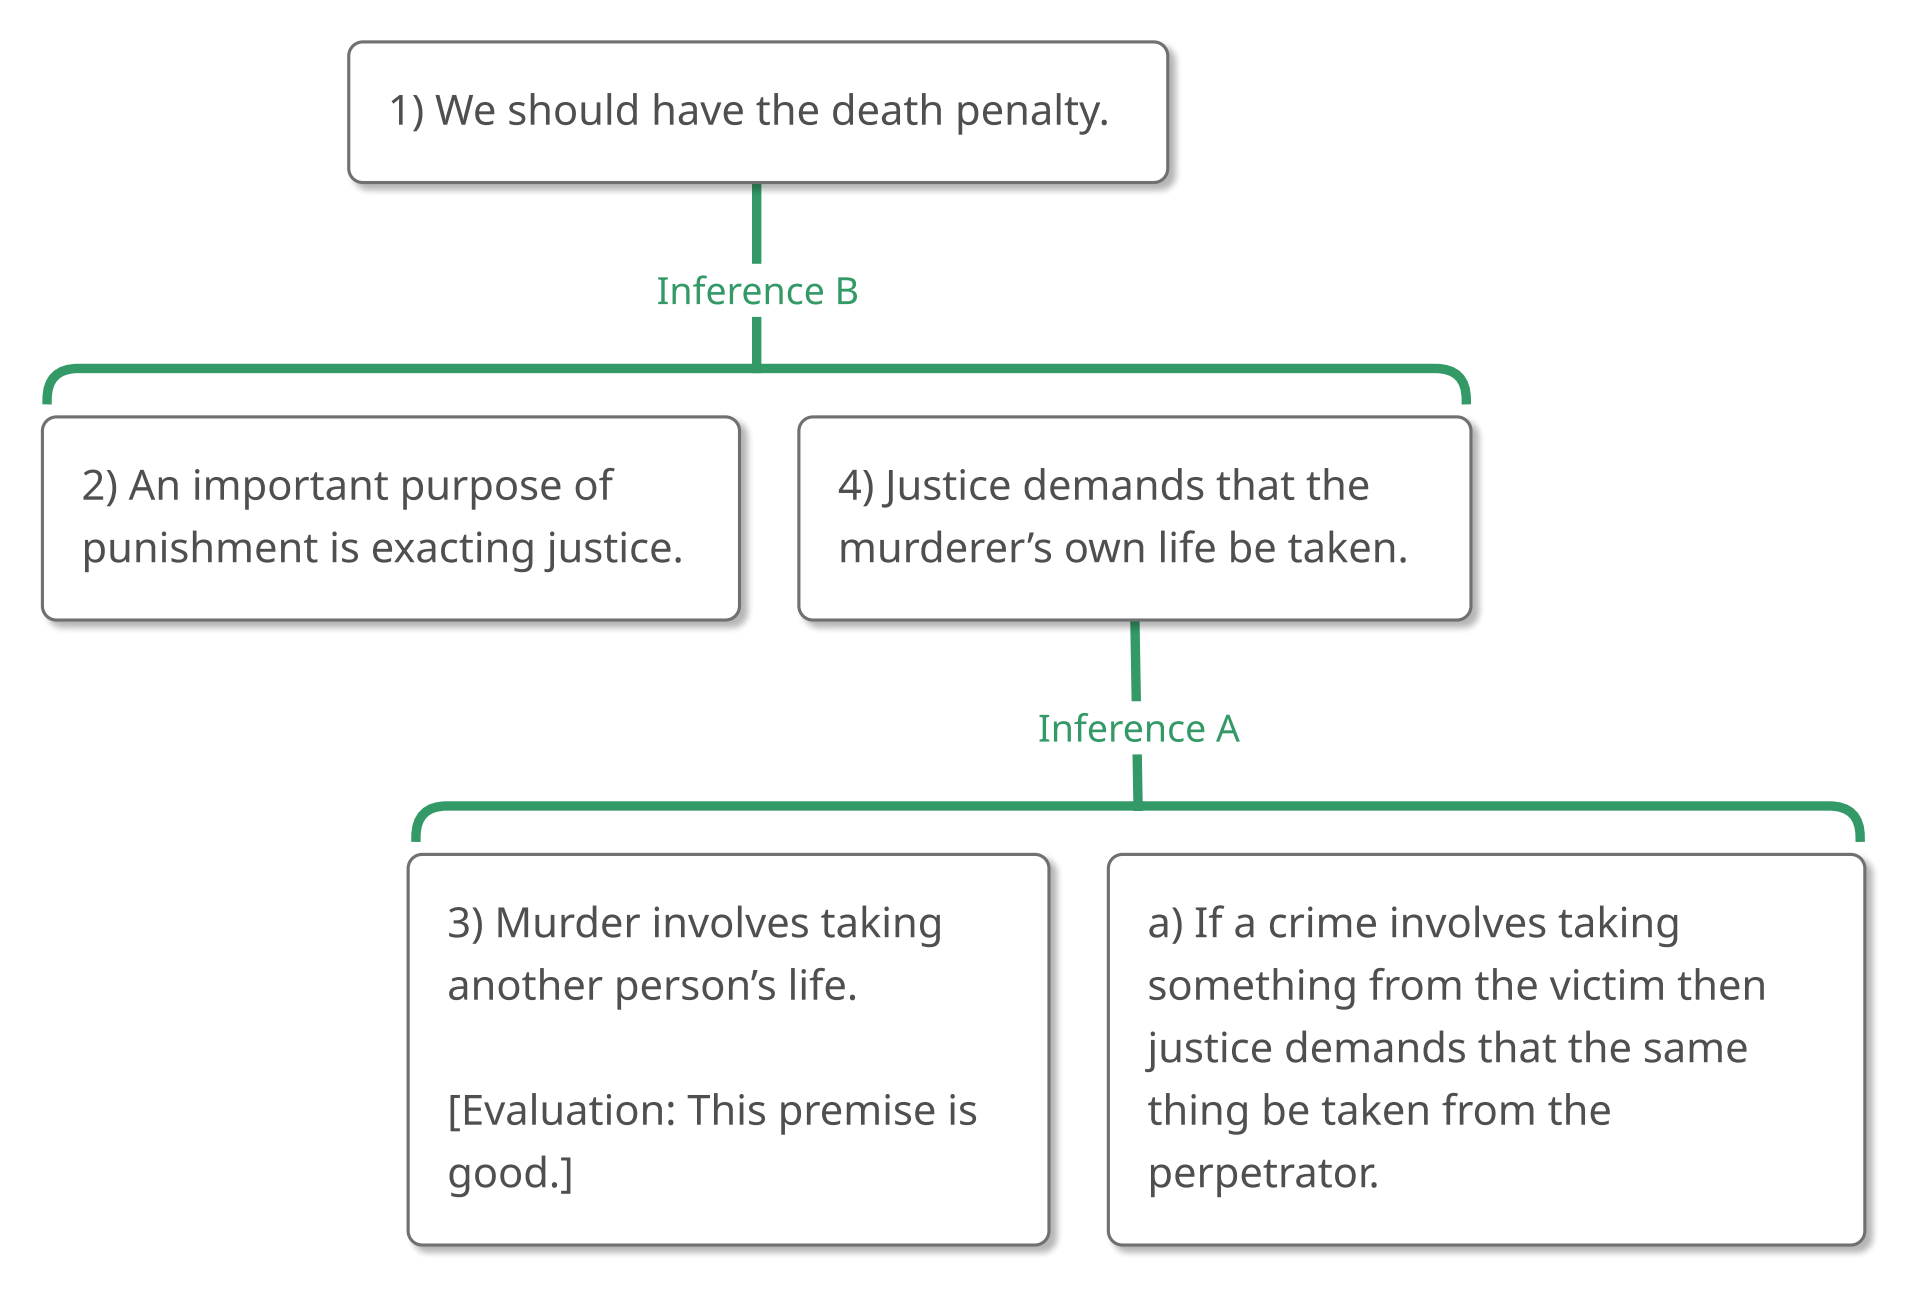 1) We should have the death penalty.
Inference B
2) An important purpose of
punishment is exacting justice.
4) Justice demands that the
murderer’s own life be taken.
Inference A
3) Murder involves taking
another person’s life.
[Evaluation: This premise is
good.]
a) If a crime involves taking
something from the victim then
justice demands that the same
thing be taken from the
perpetrator.